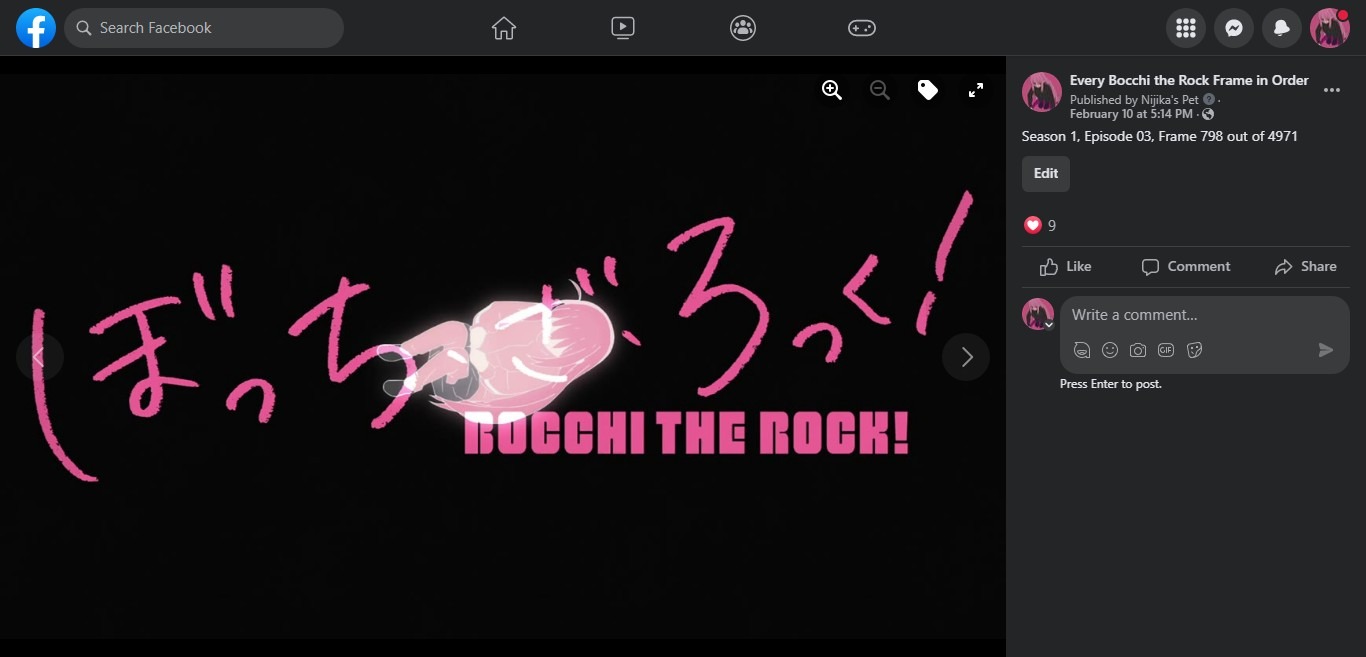 Search Facebook
ぼっち・ざ・ろっく!
BOCCHI THE ROCK!
Every Bocchi the Rock Frame in Order
Published by Nijika's Pet ·
February 10 at 5:14 PM ·
Season 1, Episode 03, Frame 798 out of 4971
Edit
9
Like
Comment
Share
Write a comment...
GIF
Press Enter to post.